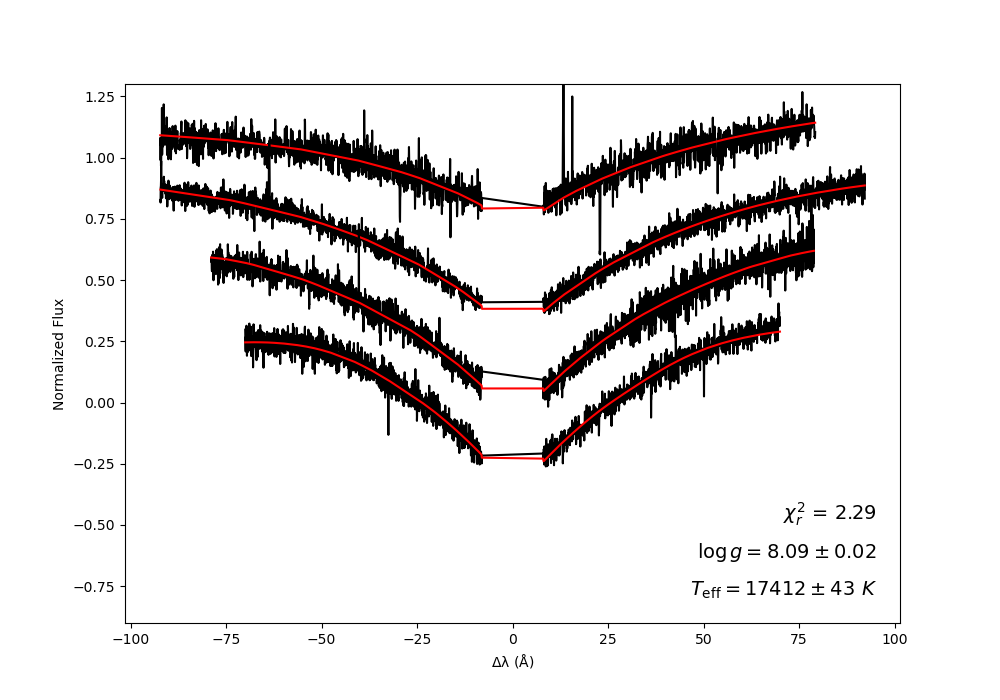 1.25
1.00
0.75
0.50
0.25
0.00
−0.25
−0.50
−0.75
Normalized Flux
χ²ᵣ = 2.29
log g = 8.09 ± 0.02
T_eff = 17412 ± 43 K
−100 −75 −50 −25 0 25 50 75 100
Δλ (Å)